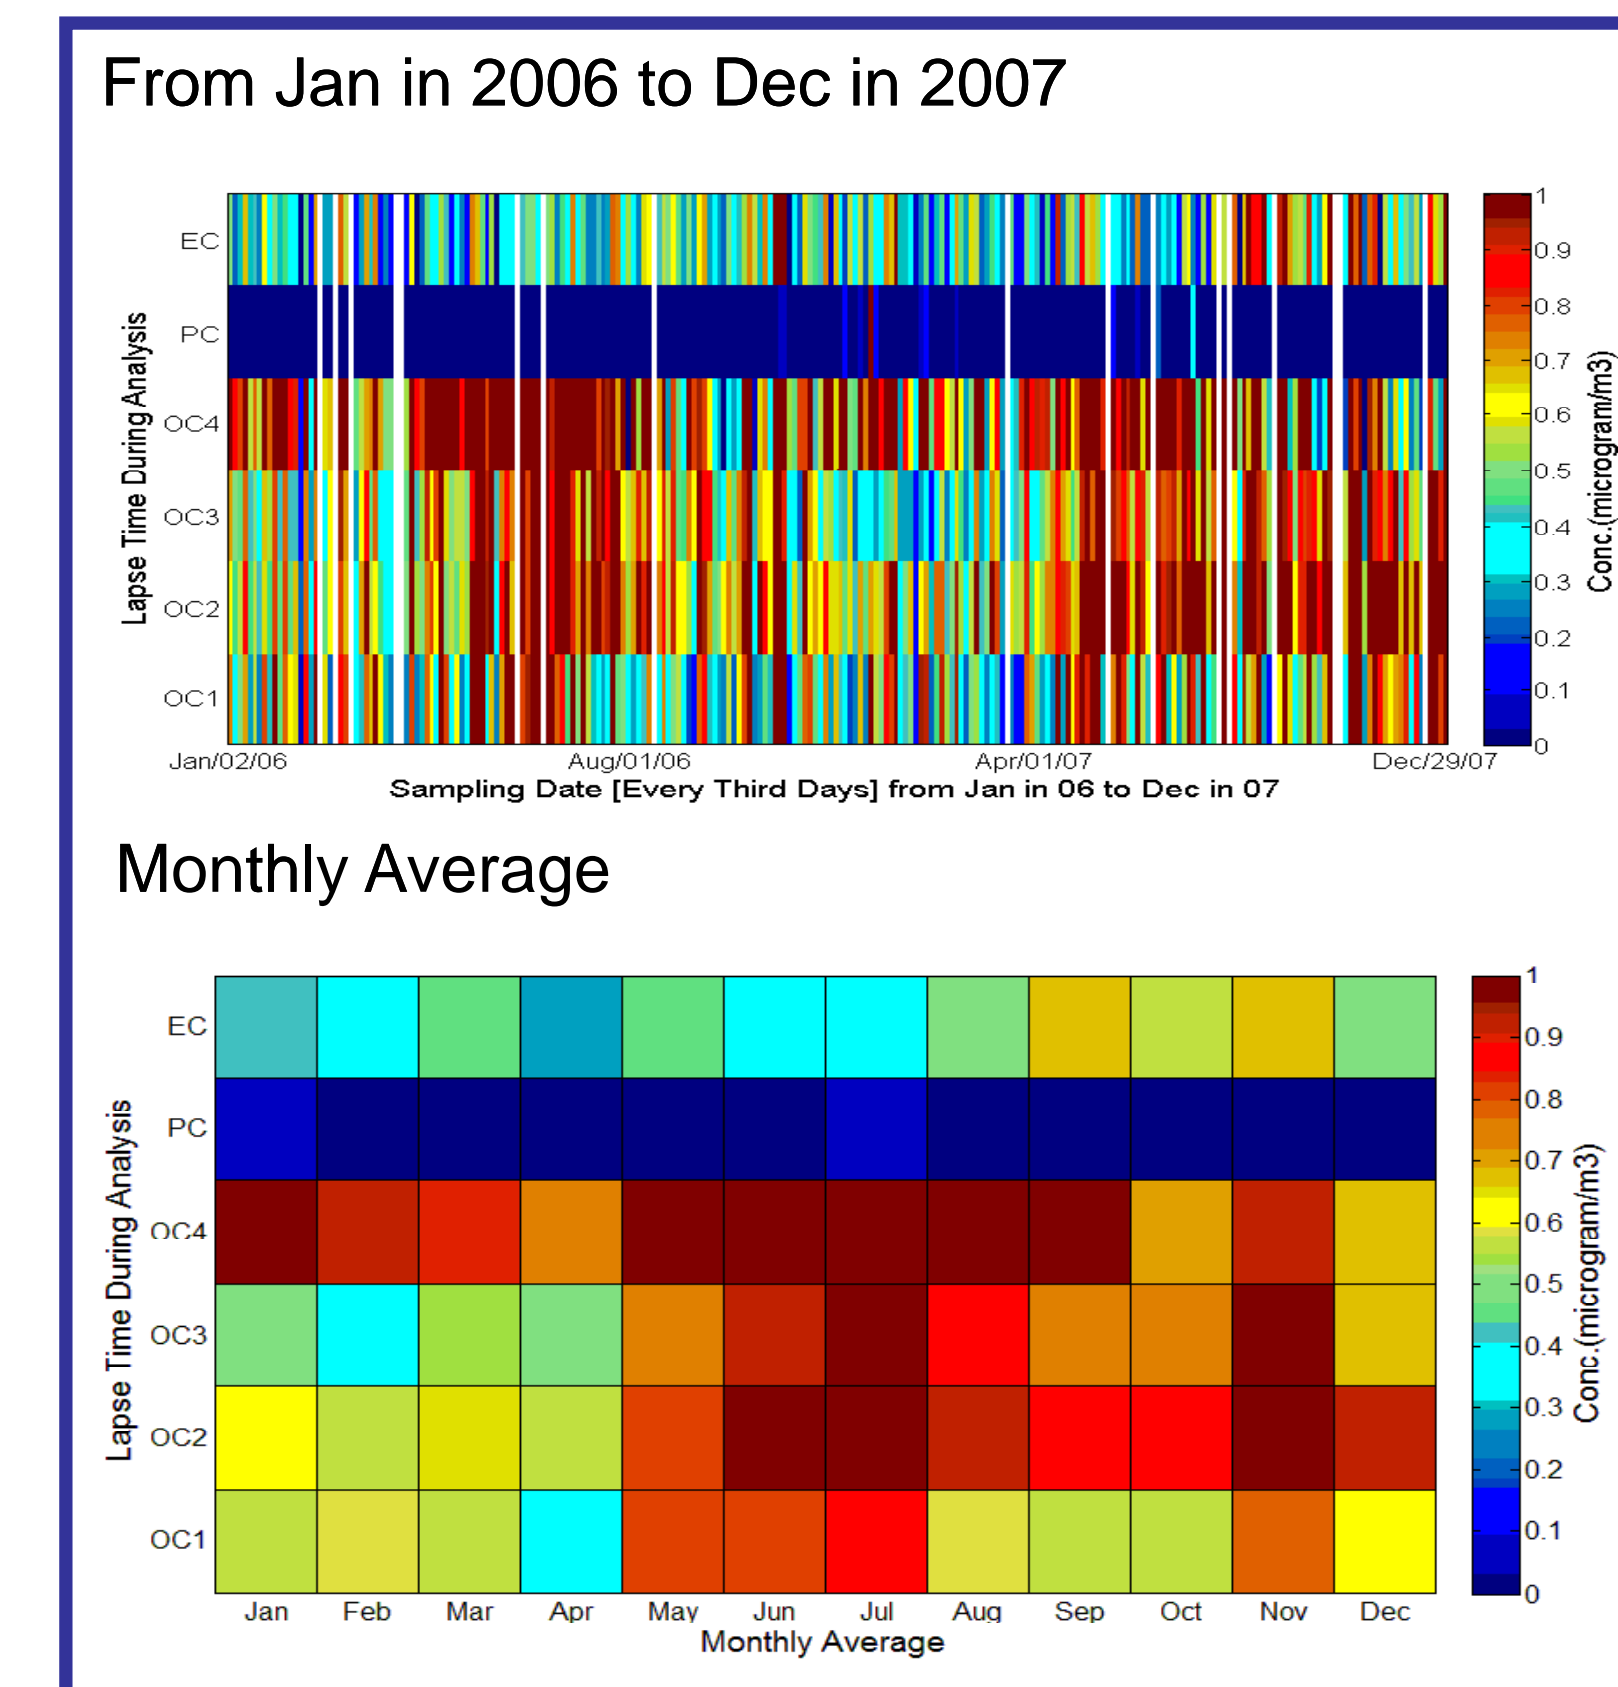 From Jan in 2006 to Dec in 2007
EC
PC
OC4
OC3
OC2
OC1
Lapse Time During Analysis
Jan/02/06 Aug/01/06 Apr/01/07 Dec/29/07
Sampling Date [Every Third Days] from Jan in 06 to Dec in 07
1
0.9
0.8
0.7
0.6
0.5
0.4
0.3
0.2
0.1
0
Conc.(microgram/m3)
Monthly Average
EC
PC
OC4
OC3
OC2
OC1
Lapse Time During Analysis
Jan Feb Mar Apr May Jun Jul Aug Sep Oct Nov Dec
Monthly Average
1
0.9
0.8
0.7
0.6
0.5
0.4
0.3
0.2
0.1
0
Conc.(microgram/m3)